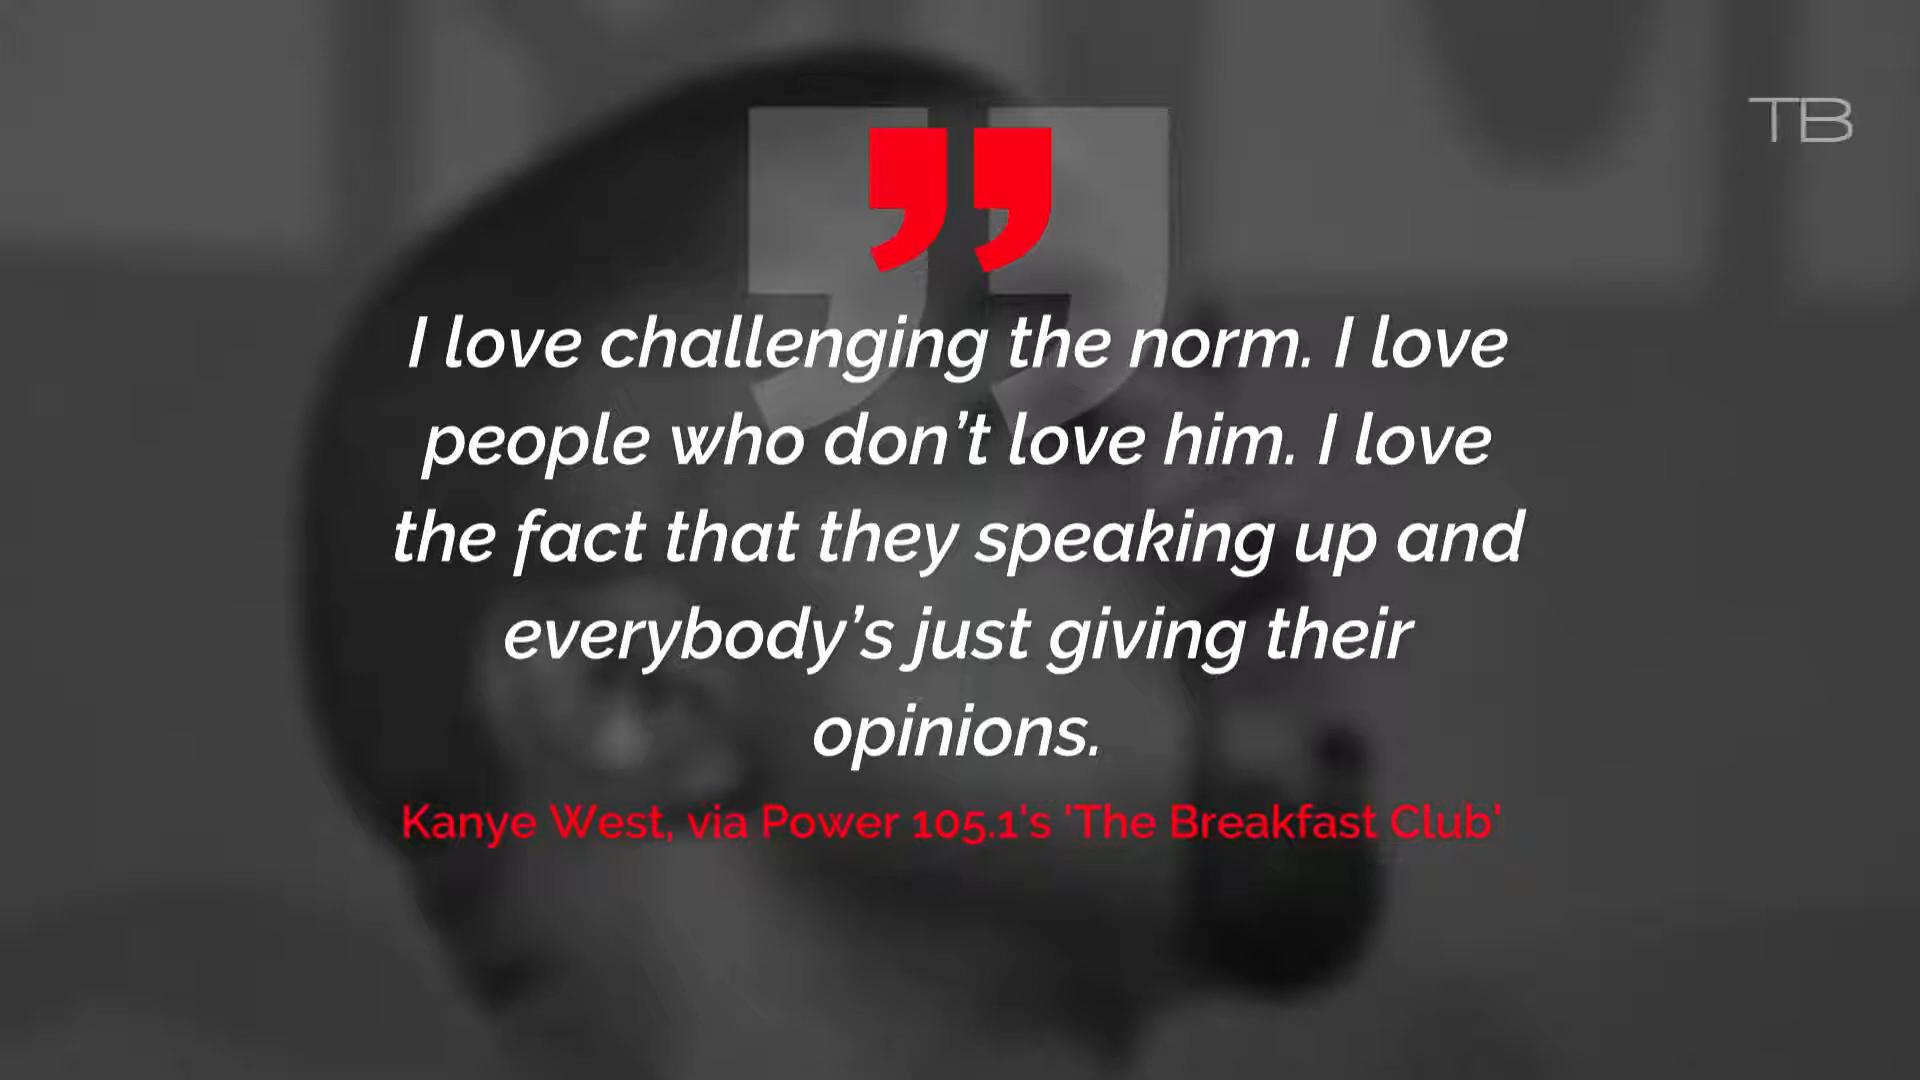 TB
I love challenging the norm. I love
people who don’t love him. I love
the fact that they speaking up and
everybody’s just giving their
opinions.
Kanye West, via Power 105.1's 'The Breakfast Club'